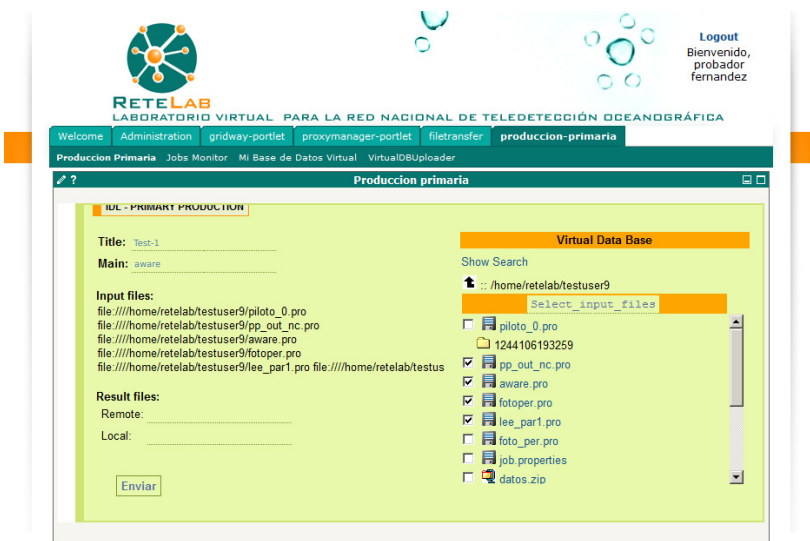 Logout
Bienvenido,
probador
fernandez
RETELAB
LABORATORIO VIRTUAL PARA LA RED NACIONAL DE TELEDETECCIÓN OCEANOGRÁFICA
Welcome Administration gridway-portlet proxymanager-portlet filetransfer produccion-primaria
Produccion Primaria Jobs Monitor Mi Base de Datos Virtual VirtualDBUploader
? Produccion primaria
IDL - PRIMARY PRODUCTION
Title: Test-1
Main: aware
Input files:
file:////home/retelab/testuser9/piloto_0.pro
file:////home/retelab/testuser9/pp_out_nc.pro
file:////home/retelab/testuser9/aware.pro
file:////home/retelab/testuser9/fotoper.pro
file:////home/retelab/testuser9/lee_par1.pro file:////home/retelab/testus
Result files:
Remote:
Local:
Enviar
Virtual Data Base
Show Search
:: /home/retelab/testuser9
Select input files
piloto_0.pro
1244106193259
pp_out_nc.pro
aware.pro
fotoper.pro
lee_par1.pro
foto_per.pro
job.properties
datos.zip